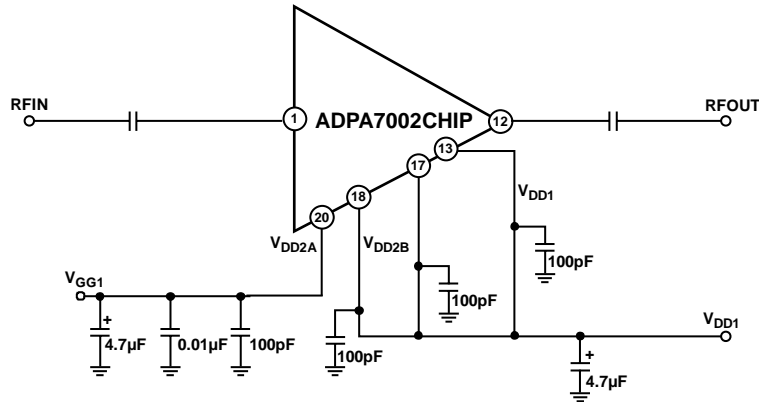 RFIN
1
ADPA7002CHIP
12
RFOUT
13
17
18
20
VDD1
VDD2A
VDD2B
100pF
VGG1
100pF
VDD1
+
4.7µF
0.01µF
100pF
100pF
+
4.7µF